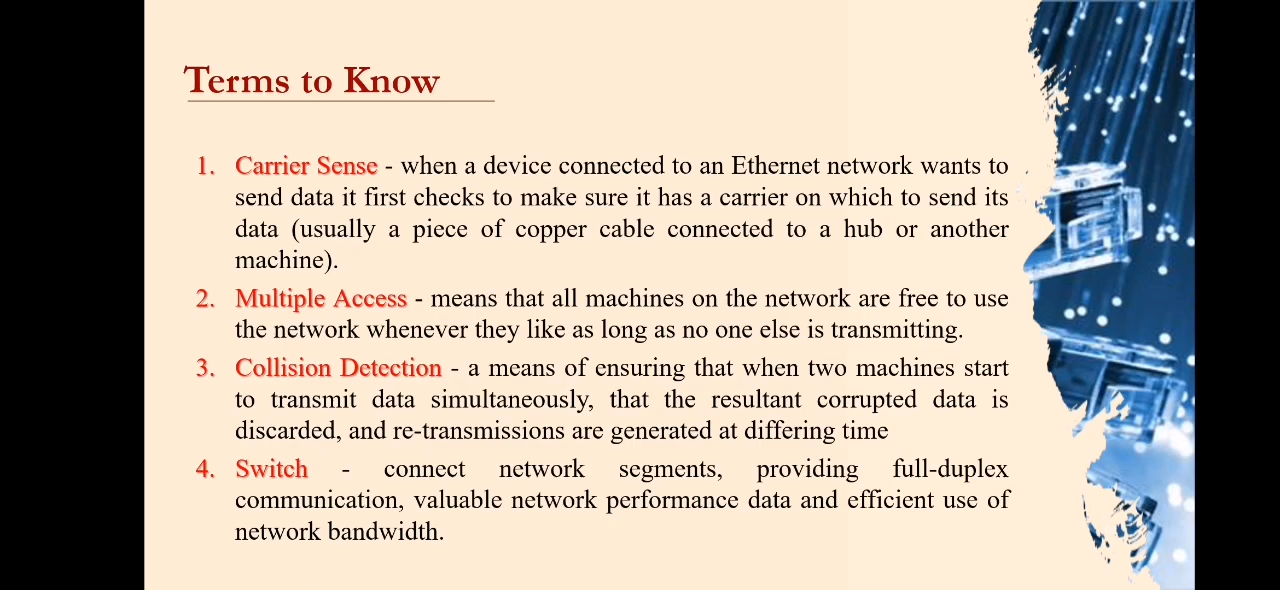 Terms to Know
1. Carrier Sense - when a device connected to an Ethernet network wants to
send data it first checks to make sure it has a carrier on which to send its
data (usually a piece of copper cable connected to a hub or another
machine).
2. Multiple Access - means that all machines on the network are free to use
the network whenever they like as long as no one else is transmitting.
3. Collision Detection - a means of ensuring that when two machines start
to transmit data simultaneously, that the resultant corrupted data is
discarded, and re-transmissions are generated at differing time
4. Switch - connect network segments, providing full-duplex
communication, valuable network performance data and efficient use of
network bandwidth.